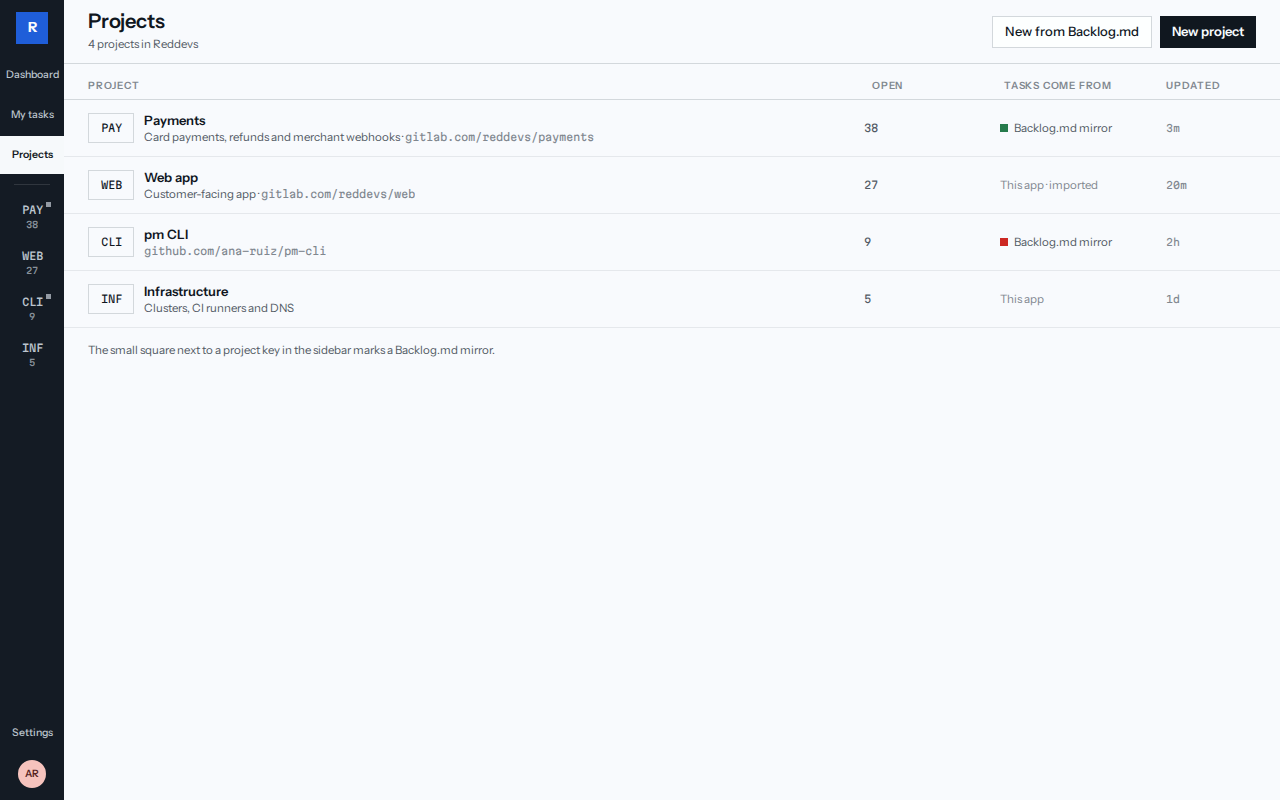 R
Dashboard
My tasks
Projects
PAY
38
WEB
27
CLI
9
INF
5
Settings
AR
Projects
4 projects in Reddevs
New from Backlog.md
New project
PROJECT OPEN TASKS COME FROM UPDATED
PAY Payments 38 Backlog.md mirror 3m
Card payments, refunds and merchant webhooks · gitlab.com/reddevs/payments
WEB Web app 27 This app · imported 20m
Customer-facing app · gitlab.com/reddevs/web
CLI pm CLI 9 Backlog.md mirror 2h
github.com/ana-ruiz/pm-cli
INF Infrastructure 5 This app 1d
Clusters, CI runners and DNS
The small square next to a project key in the sidebar marks a Backlog.md mirror.